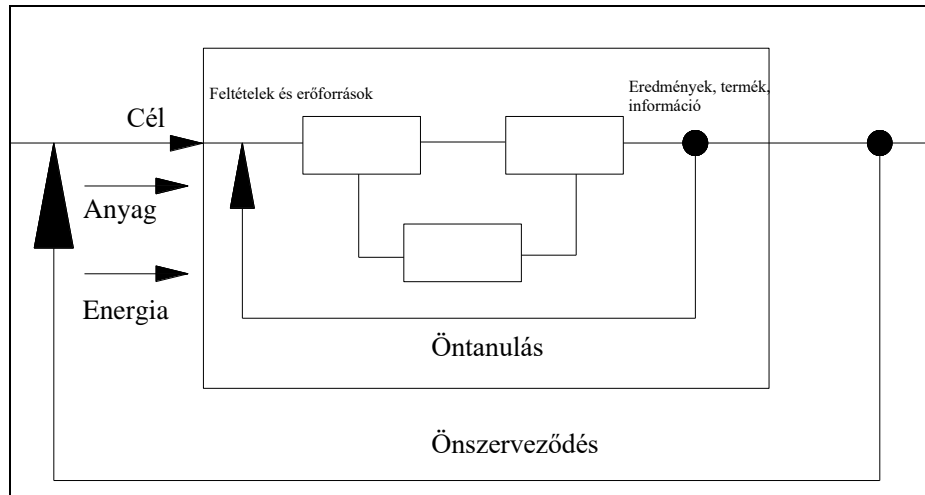 Feltételek és erőforrások
Eredmények, termék,
információ
Cél
Anyag
Energia
Öntanulás
Önszerveződés